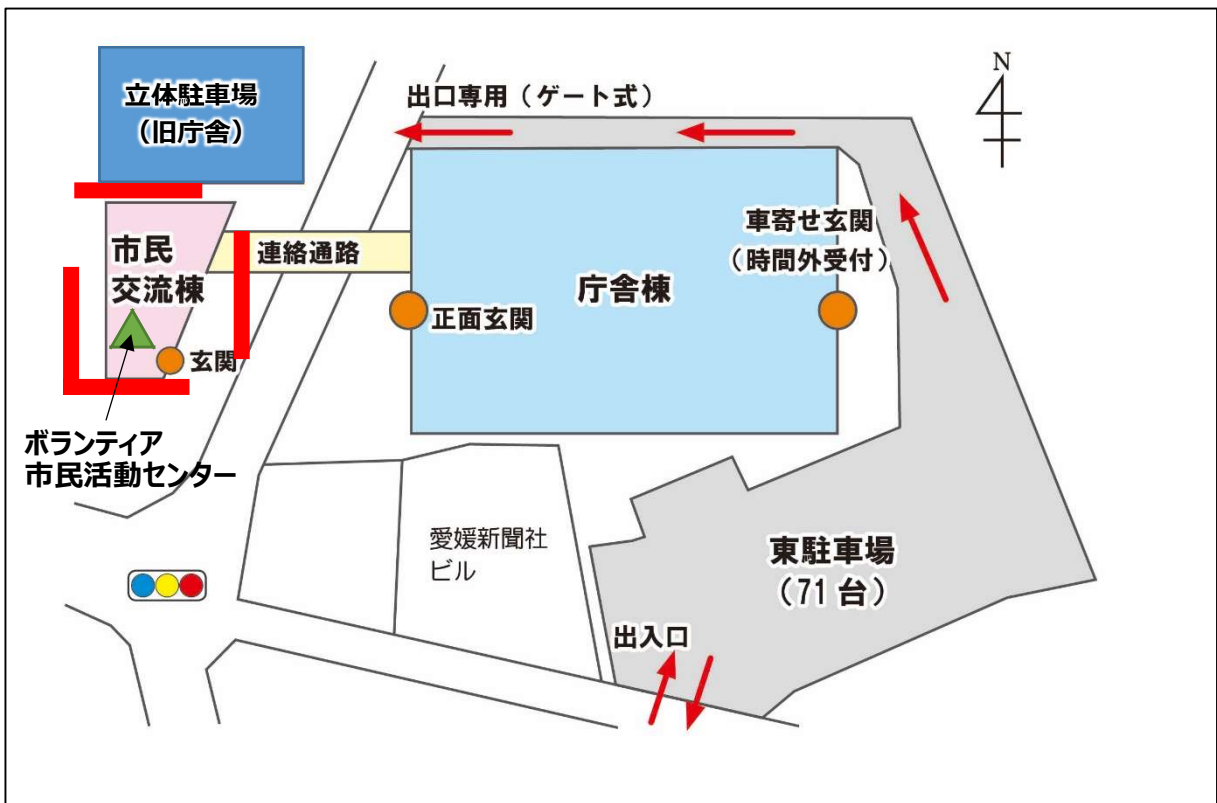 N
立体駐車場
（旧庁舎）
出口専用（ゲート式）
市民
交流棟
連絡通路
車寄せ玄関
（時間外受付）
庁舎棟
正面玄関
玄関
ボランティア
市民活動センター
愛媛新聞社
ビル
東駐車場
（71台）
出入口